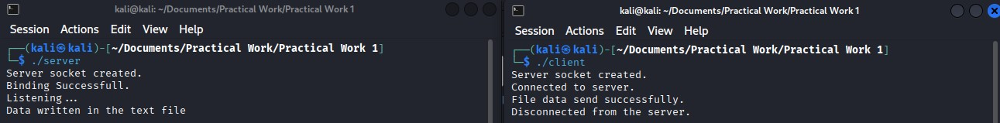 kali@kali: ~/Documents/Practical Work/Practical Work 1
Session Actions Edit View Help
┌──(kali㉿kali)-[~/Documents/Practical Work/Practical Work 1]
└─$ ./server
Server socket created.
Binding Successfull.
Listening...
Data written in the text file
kali@kali: ~/Documents/Practical Work/Practical Work 1
Session Actions Edit View Help
┌──(kali㉿kali)-[~/Documents/Practical Work/Practical Work 1]
└─$ ./client
Server socket created.
Connected to server.
File data send successfully.
Disconnected from the server.